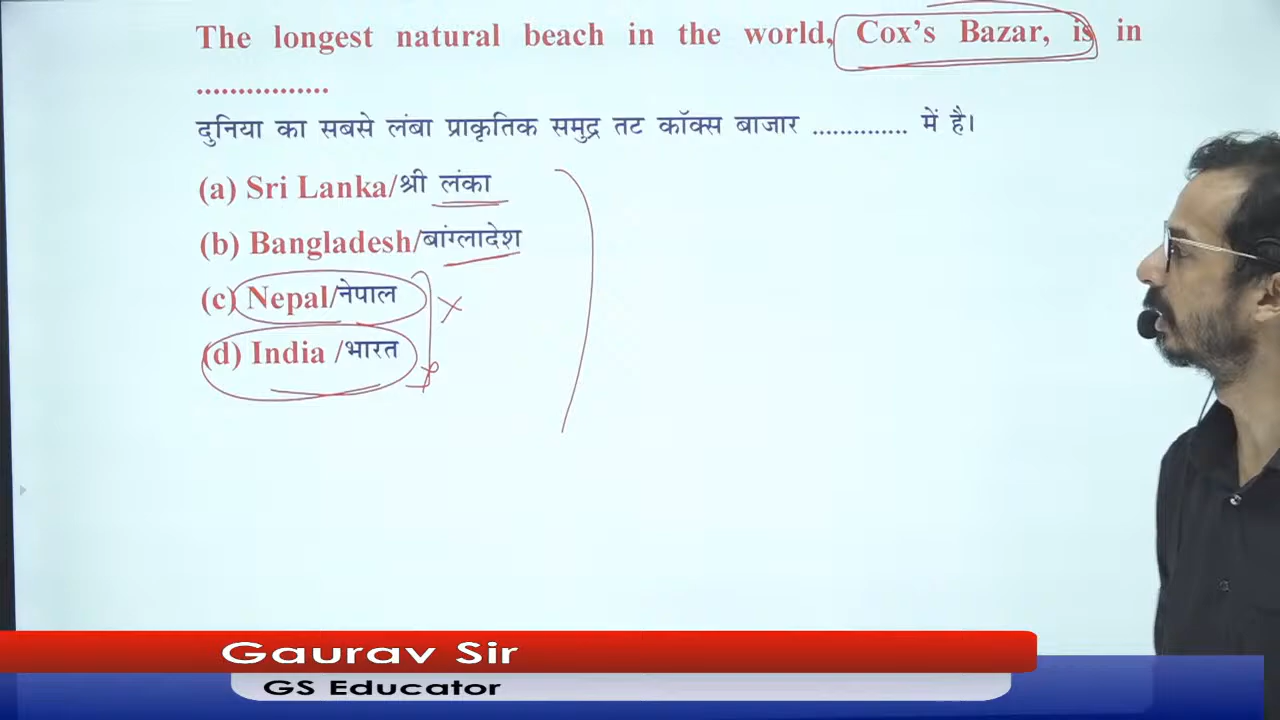 The longest natural beach in the world, Cox's Bazar, is in
................
दुनिया का सबसे लंबा प्राकृतिक समुद्र तट कॉक्स बाजार .............. में है।
(a) Sri Lanka/श्री लंका
(b) Bangladesh/बांग्लादेश
(c) Nepal/नेपाल
(d) India /भारत
Gaurav Sir
GS Educator